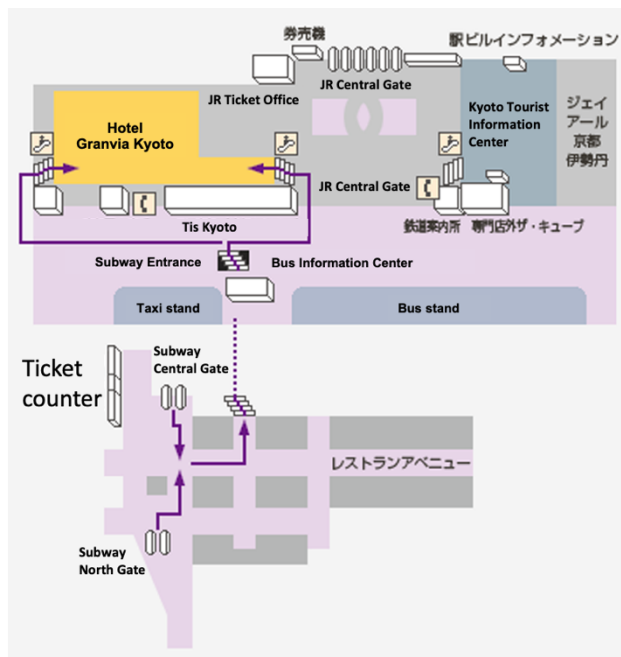 券売機
駅ビルインフォメーション
JR Ticket Office
JR Central Gate
Hotel
Granvia Kyoto
Kyoto Tourist
Information
Center
ジェイ
アール
京都
伊勢丹
JR Central Gate
Tis Kyoto
鉄道案内所
専門店外ザ・キューブ
Subway Entrance
Bus Information Center
Taxi stand
Bus stand
Ticket
counter
Subway
Central Gate
レストランアベニュー
Subway
North Gate